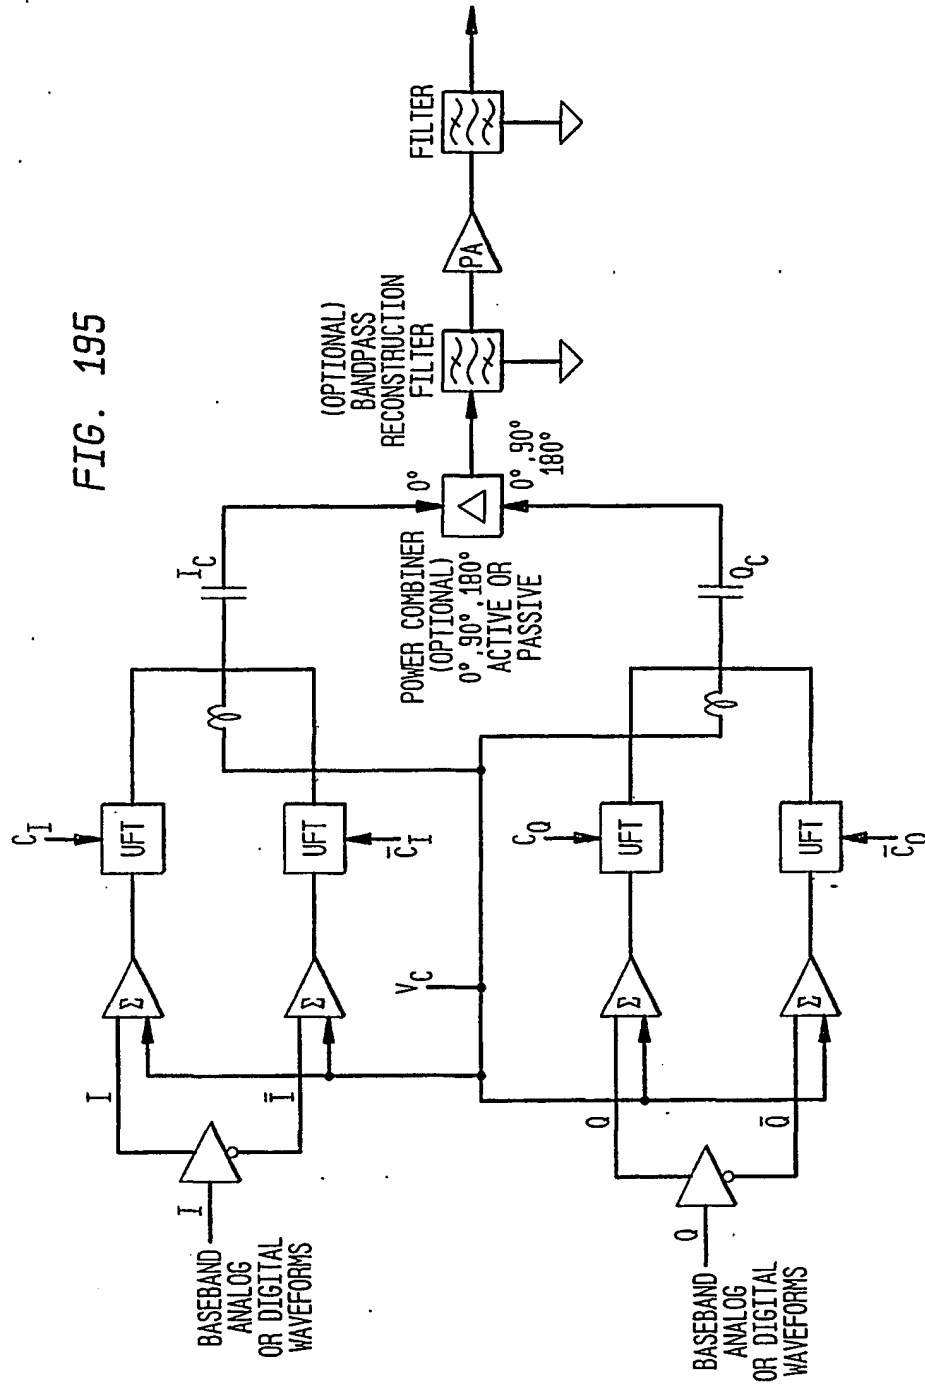 FIG. 195
BASEBAND
ANALOG
OR DIGITAL
WAVEFORMS
I
I
Ī
Σ
Σ
C_I
UFT
UFT
C̄_I
I_C
V_C
BASEBAND
ANALOG
OR DIGITAL
WAVEFORMS
Q
Q
Q̄
Σ
Σ
C_Q
UFT
UFT
C̄_Q
Q_C
POWER COMBINER
(OPTIONAL)
0°,90°,180°
ACTIVE OR
PASSIVE
0°
0°,90°
180°
(OPTIONAL)
BANDPASS
RECONSTRUCTION
FILTER
PA
FILTER